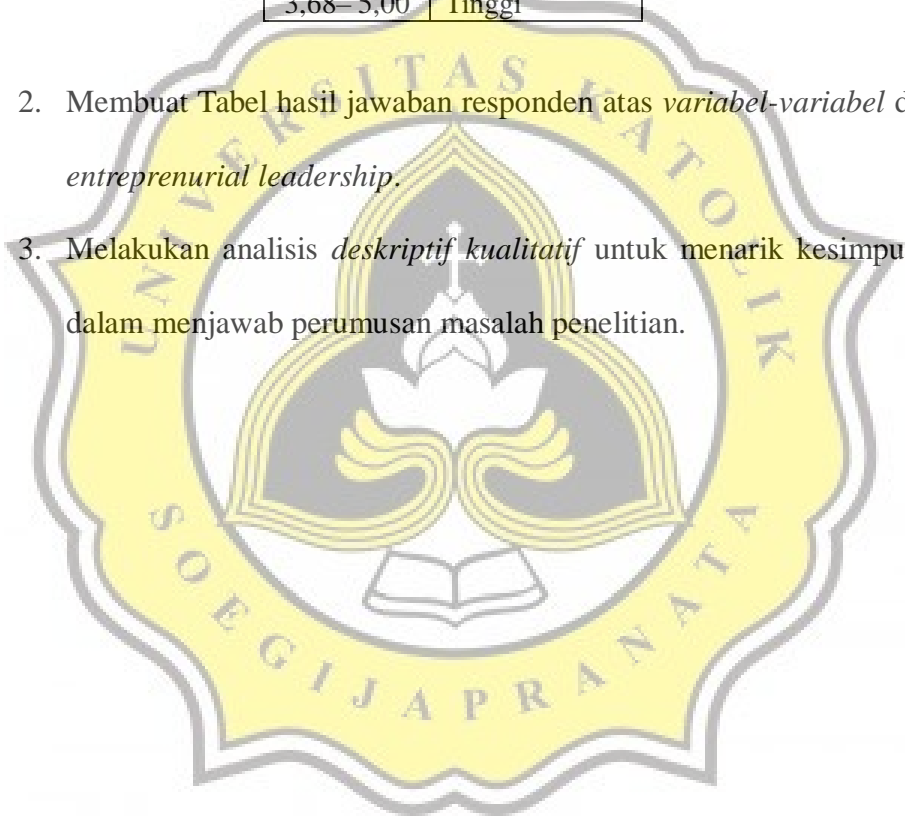 3,68– 5,00 Tinggi
2. Membuat Tabel hasil jawaban responden atas variabel-variabel d
entreprenurial leadership.
3. Melakukan analisis deskriptif kualitatif untuk menarik kesimpu
dalam menjawab perumusan masalah penelitian.
UNIVERSITAS KATOLIK
SOEGIJAPRANATA